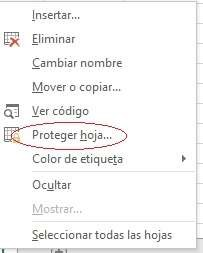 Insertar...
Eliminar
Cambiar nombre
Mover o copiar...
Ver código
Proteger hoja...
Color de etiqueta
Ocultar
Mostrar...
Seleccionar todas las hojas